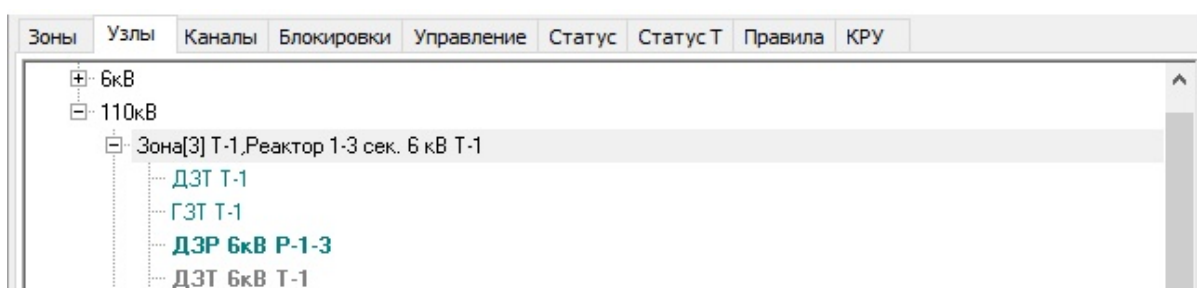 Зоны Узлы Каналы Блокировки Управление Статус Статус Т Правила КРУ
6кВ
110кВ
Зона[3] Т-1,Реактор 1-3 сек. 6 кВ Т-1
ДЗТ Т-1
ГЗТ Т-1
ДЗР 6кВ Р-1-3
ДЗТ 6кВ Т-1